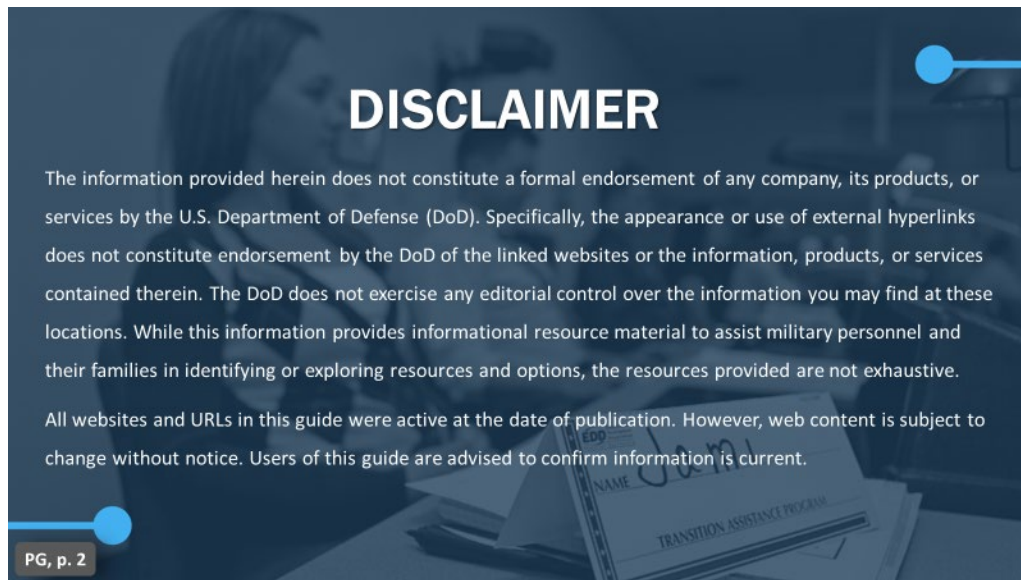 DISCLAIMER
The information provided herein does not constitute a formal endorsement of any company, its products, or
services by the U.S. Department of Defense (DoD). Specifically, the appearance or use of external hyperlinks
does not constitute endorsement by the DoD of the linked websites or the information, products, or services
contained therein. The DoD does not exercise any editorial control over the information you may find at these
locations. While this information provides informational resource material to assist military personnel and
their families in identifying or exploring resources and options, the resources provided are not exhaustive.
All websites and URLs in this guide were active at the date of publication. However, web content is subject to
change without notice. Users of this guide are advised to confirm information is current.
EDD
NAME Jami
TRANSITION ASSISTANCE PROGRAM
PG, p. 2